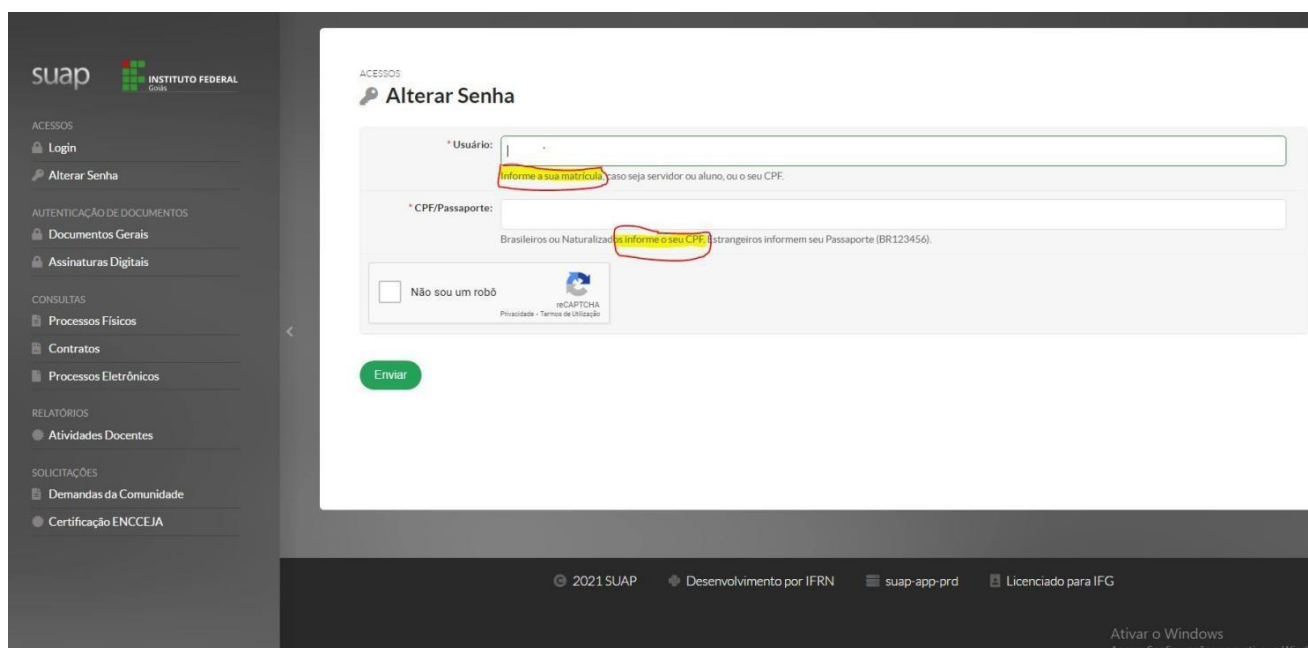 suap
INSTITUTO FEDERAL
Goiás
ACESSOS
Login
Alterar Senha
AUTENTICAÇÃO DE DOCUMENTOS
Documentos Gerais
Assinaturas Digitais
CONSULTAS
Processos Físicos
Contratos
Processos Eletrônicos
RELATÓRIOS
Atividades Docentes
SOLICITAÇÕES
Demandas da Comunidade
Certificação ENCCEJA
ACESSOS
Alterar Senha
* Usuário:
Informe a sua matrícula, caso seja servidor ou aluno, ou o seu CPF.
* CPF/Passaporte:
Brasileiros ou Naturalizados informe o seu CPF, Estrangeiros informem seu Passaporte (BR123456).
Não sou um robô
reCAPTCHA
Privacidade - Termos de Utilização
Enviar
2021 SUAP Desenvolvimento por IFRN suap-app-prd Licenciado para IFG
Ativar o Windows